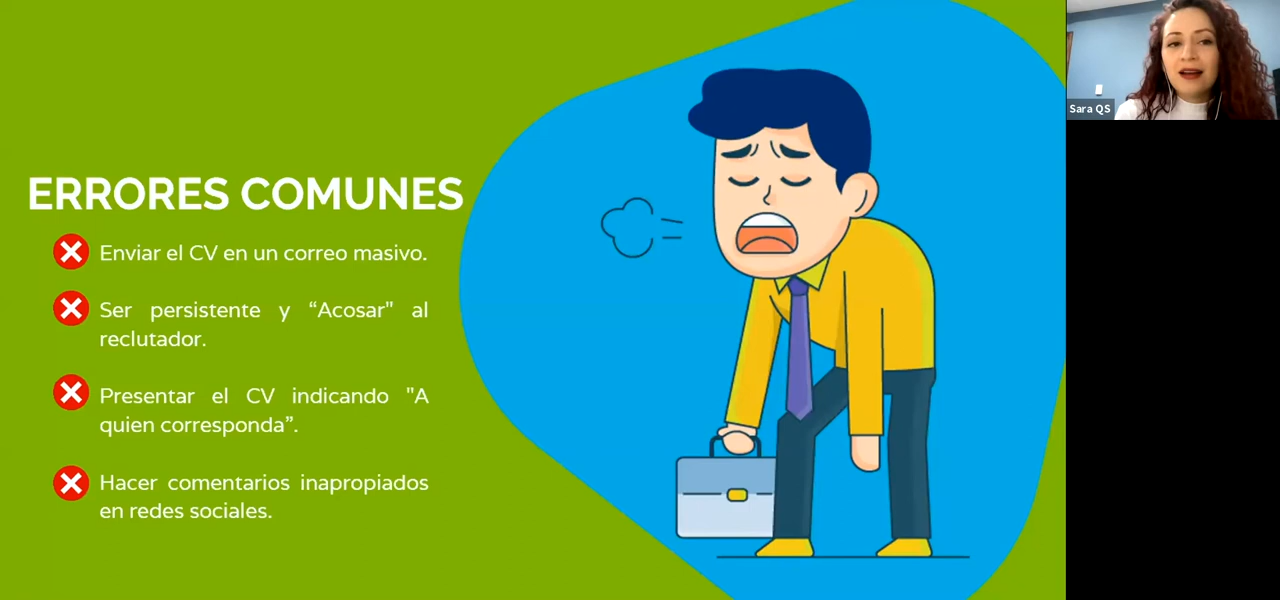 ERRORES COMUNES
Enviar el CV en un correo masivo.
Ser persistente y “Acosar" al
reclutador.
Presentar el CV indicando "A
quien corresponda”.
Hacer comentarios inapropiados
en redes sociales.
Sara QS